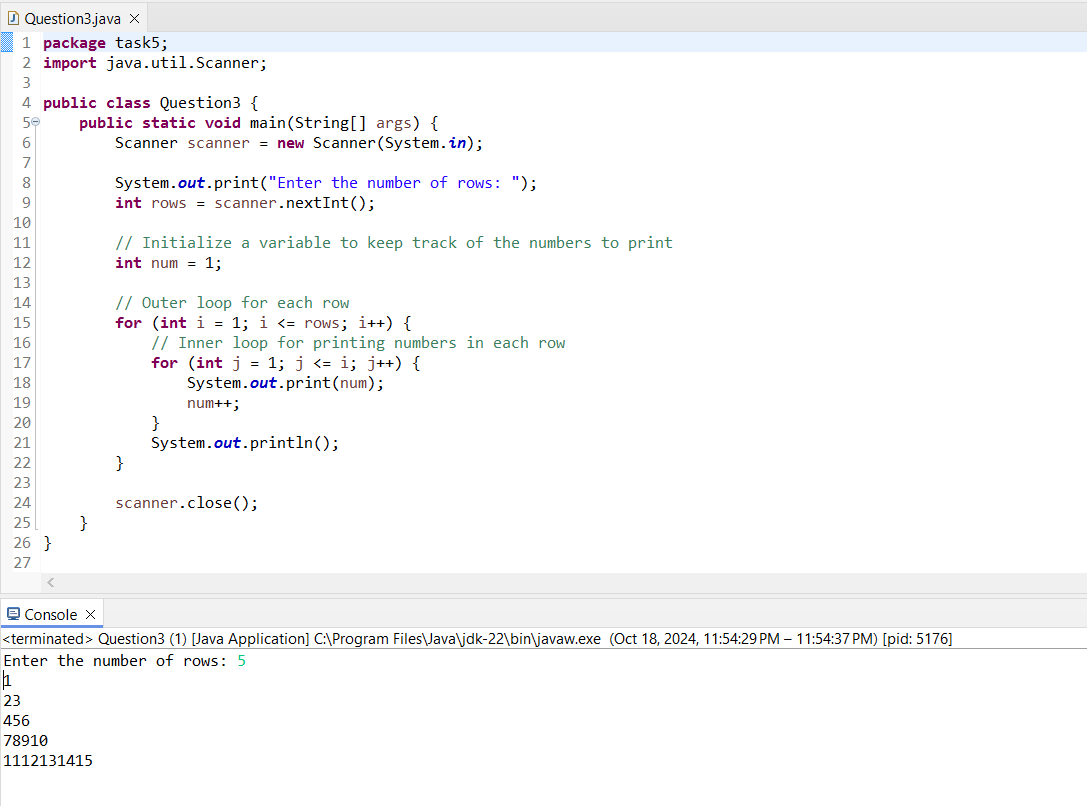 Question3.java
1 package task5;
2 import java.util.Scanner;
3
4 public class Question3 {
5     public static void main(String[] args) {
6         Scanner scanner = new Scanner(System.in);
7
8         System.out.print("Enter the number of rows: ");
9         int rows = scanner.nextInt();
10
11         // Initialize a variable to keep track of the numbers to print
12         int num = 1;
13
14         // Outer loop for each row
15         for (int i = 1; i <= rows; i++) {
16             // Inner loop for printing numbers in each row
17             for (int j = 1; j <= i; j++) {
18                 System.out.print(num);
19                 num++;
20             }
21             System.out.println();
22         }
23
24         scanner.close();
25     }
26 }
27
Console
<terminated> Question3 (1) [Java Application] C:\Program Files\Java\jdk-22\bin\javaw.exe  (Oct 18, 2024, 11:54:29 PM – 11:54:37 PM) [pid: 5176]
Enter the number of rows: 5
1
23
456
78910
1112131415